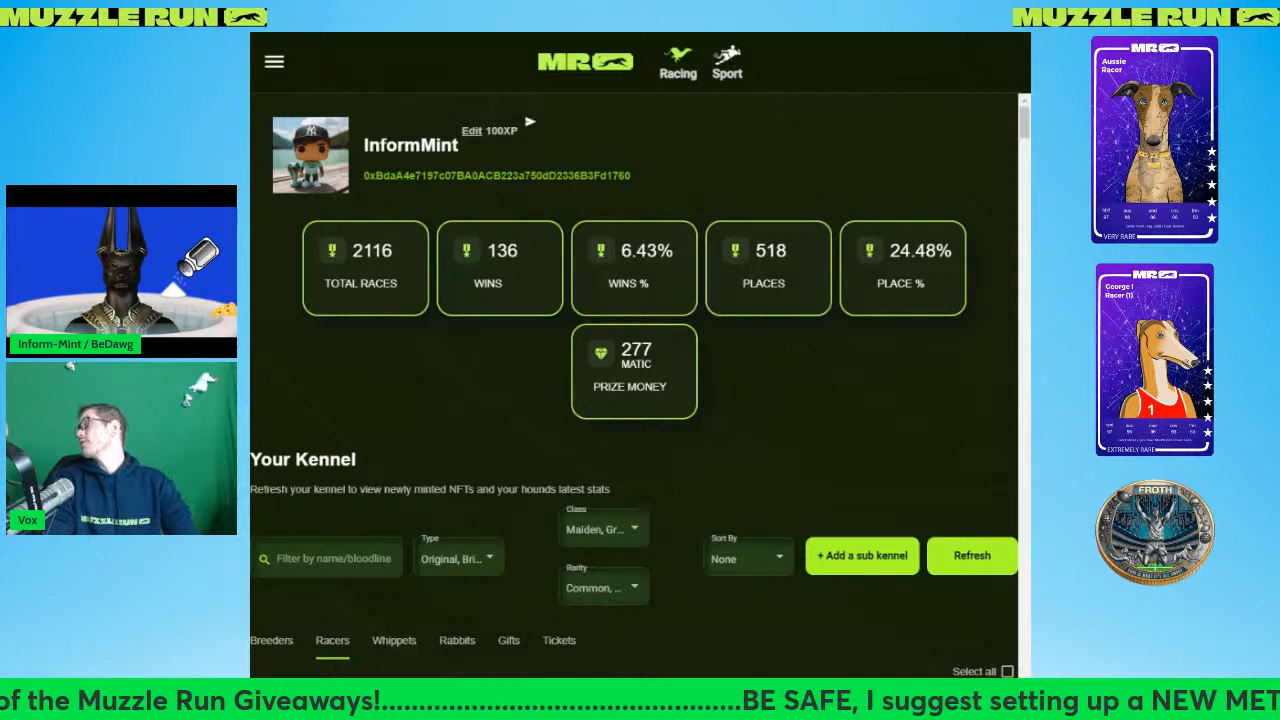 MUZZLE RUN
MUZZLE RUN
MR
Racing
Sport
InformMint
Edit 100XP
0xBdaA4e7197c07BA0ACB223a750dD2336B3Fd1760
2116
TOTAL RACES
136
WINS
6.43%
WINS %
518
PLACES
24.48%
PLACE %
277
MATIC
PRIZE MONEY
Your Kennel
Refresh your kennel to view newly minted NFTs and your hounds latest stats
Filter by name/bloodline
Type
Original, Bri...
Class
Maiden, Gr...
Rarity
Common, ...
Sort By
None
+ Add a sub kennel
Refresh
Breeders
Racers
Whippets
Rabbits
Gifts
Tickets
Select all
Inform-Mint / BeDawg
MUZZLE RUN
Vox
MR
Aussie
Racer
VERY RARE
MR
George I
Racer (1)
1
EXTREMELY RARE
FROTH
of the Muzzle Run Giveaways!................................................BE SAFE, I suggest setting up a NEW MET